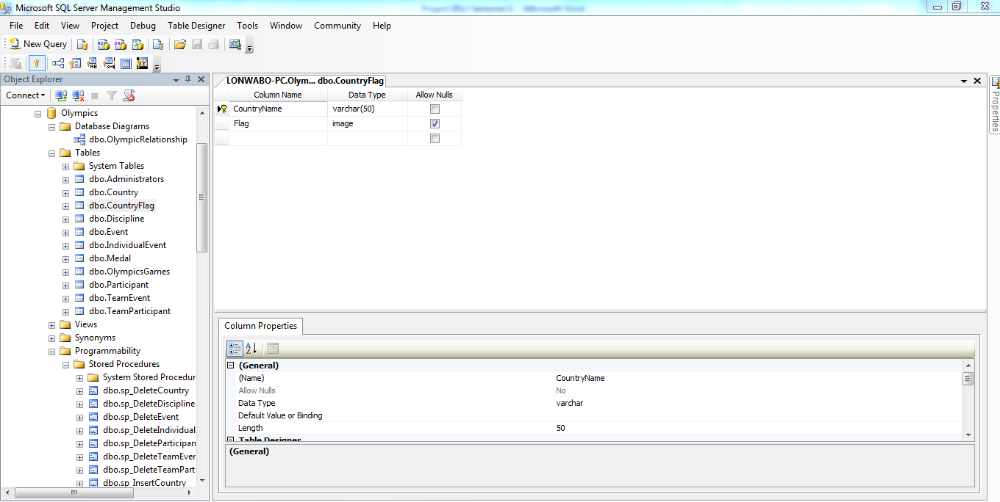 Microsoft SQL Server Management Studio
File Edit View Project Debug Table Designer Tools Window Community Help
New Query
Object Explorer
Connect
Olympics
Database Diagrams
dbo.OlympicRelationship
Tables
System Tables
dbo.Administrators
dbo.Country
dbo.CountryFlag
dbo.Discipline
dbo.Event
dbo.IndividualEvent
dbo.Medal
dbo.OlympicsGames
dbo.Participant
dbo.TeamEvent
dbo.TeamParticipant
Views
Synonyms
Programmability
Stored Procedures
System Stored Procedur
dbo.sp_DeleteCountry
dbo.sp_DeleteDiscipline
dbo.sp_DeleteEvent
dbo.sp_DeleteIndividual
dbo.sp_DeleteParticipan
dbo.sp_DeleteTeamEver
dbo.sp_DeleteTeamPart
dbo.sp_InsertCountry
LONWABO-PC.Olym... dbo.CountryFlag
Column Name Data Type Allow Nulls
CountryName varchar(50)
Flag image
Column Properties
(General)
(Name) CountryName
Allow Nulls No
Data Type varchar
Default Value or Binding
Length 50
Table Designer
(General)
Properties